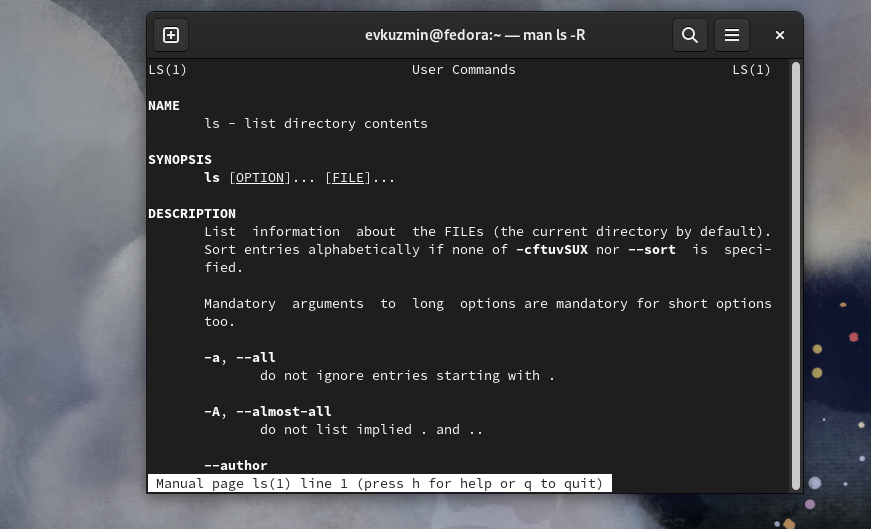 evkuzmin@fedora:~ — man ls -R
LS(1) User Commands LS(1)
NAME
ls - list directory contents
SYNOPSIS
ls [OPTION]... [FILE]...
DESCRIPTION
List information about the FILEs (the current directory by default).
Sort entries alphabetically if none of -cftuvSUX nor --sort is speci-
fied.
Mandatory arguments to long options are mandatory for short options
too.
-a, --all
do not ignore entries starting with .
-A, --almost-all
do not list implied . and ..
--author
Manual page ls(1) line 1 (press h for help or q to quit)